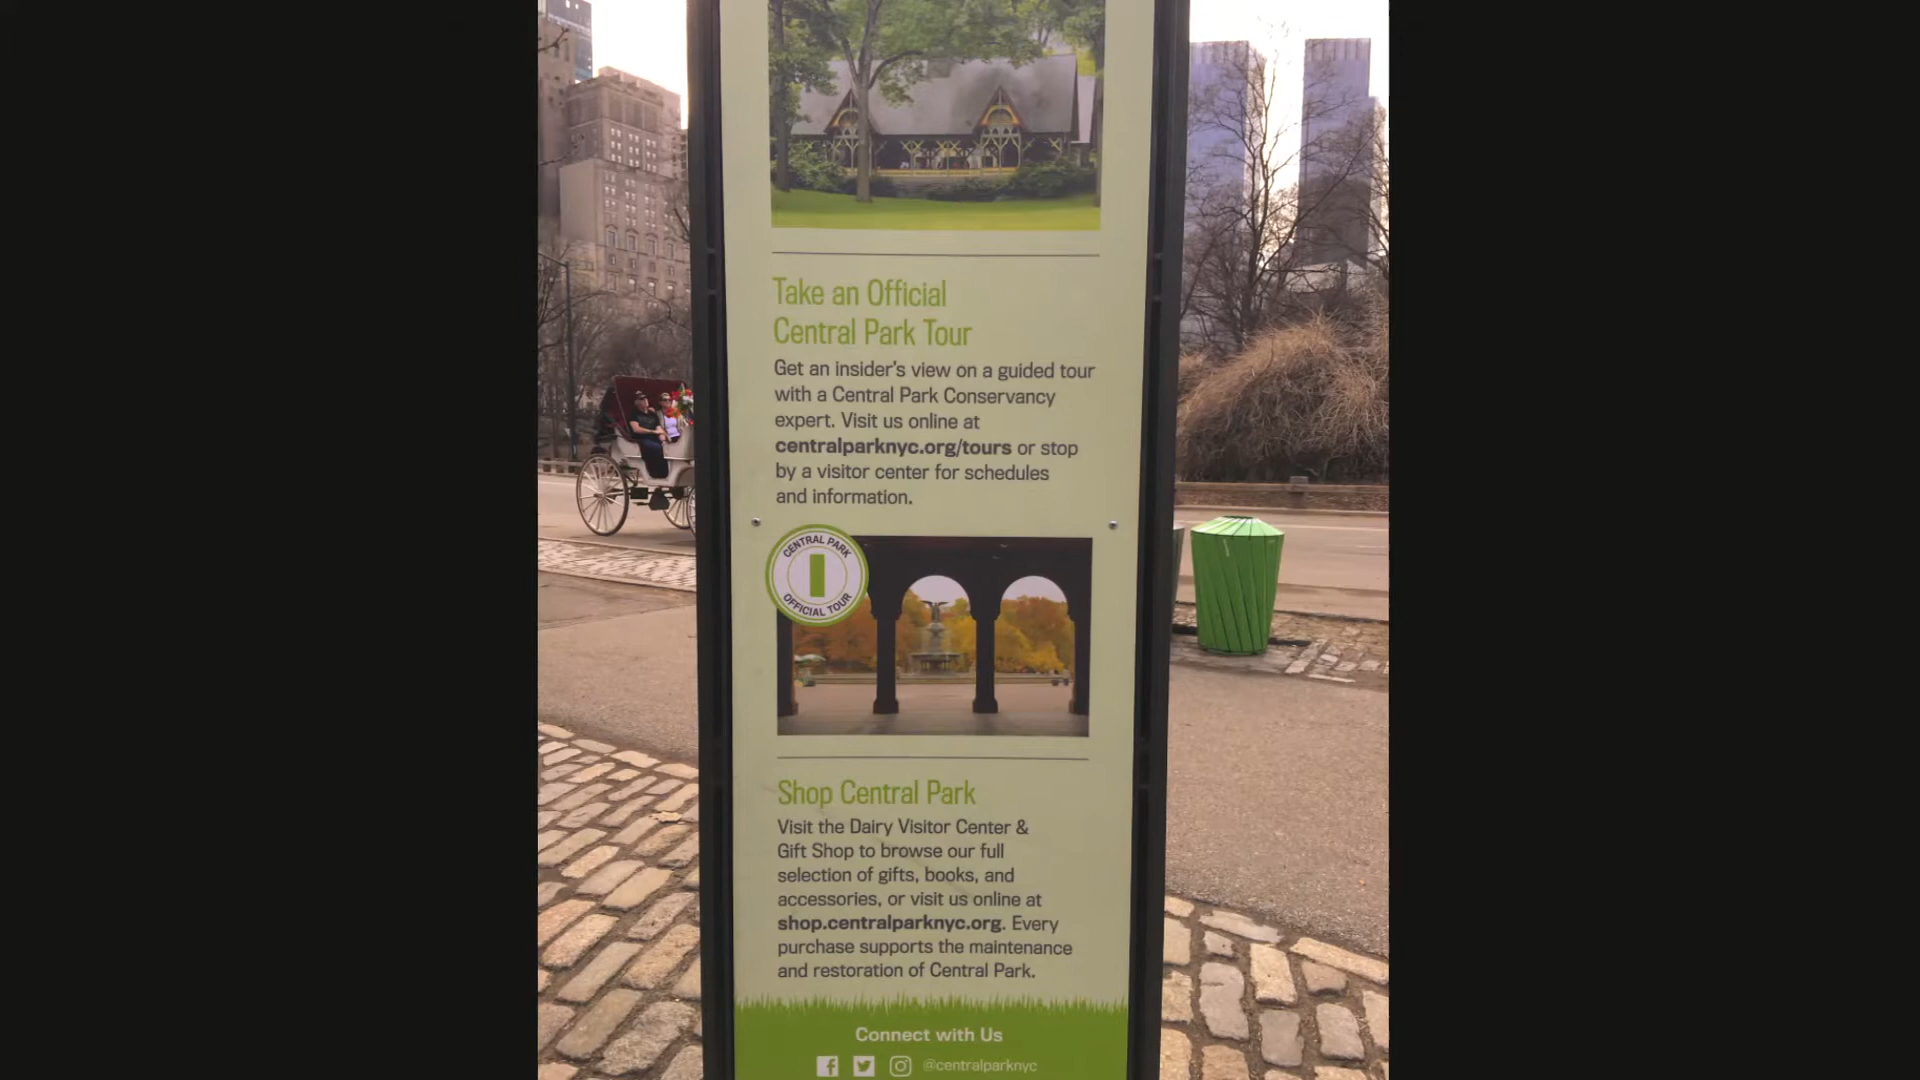 Take an Official
Central Park Tour
Get an insider's view on a guided tour
with a Central Park Conservancy
expert. Visit us online at
centralparknyc.org/tours or stop
by a visitor center for schedules
and information.
CENTRAL PARK
OFFICIAL TOUR
Shop Central Park
Visit the Dairy Visitor Center &
Gift Shop to browse our full
selection of gifts, books, and
accessories, or visit us online at
shop.centralparknyc.org. Every
purchase supports the maintenance
and restoration of Central Park.
Connect with Us
@centralparknyc